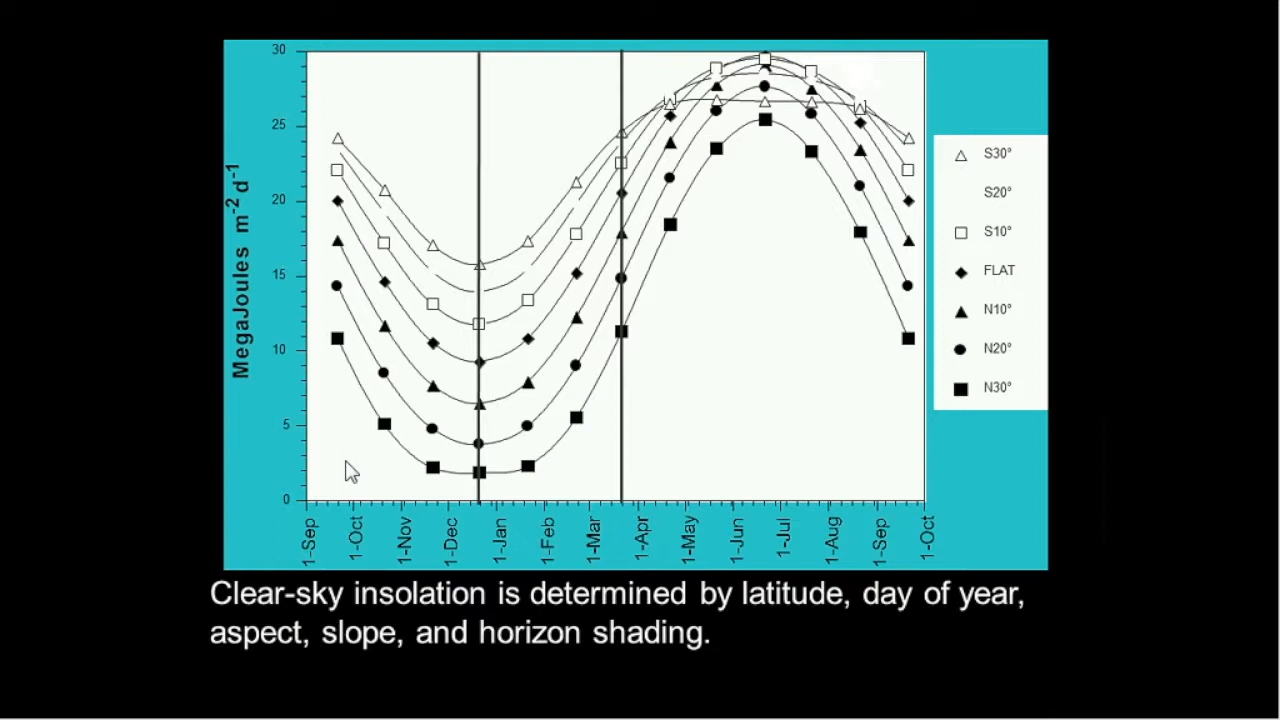 30
25
20
15
10
5
0
MegaJoules m-2 d-1
1-Sep
1-Oct
1-Nov
1-Dec
1-Jan
1-Feb
1-Mar
1-Apr
1-May
1-Jun
1-Jul
1-Aug
1-Sep
1-Oct
S30°
S20°
S10°
FLAT
N10°
N20°
N30°
Clear-sky insolation is determined by latitude, day of year,
aspect, slope, and horizon shading.